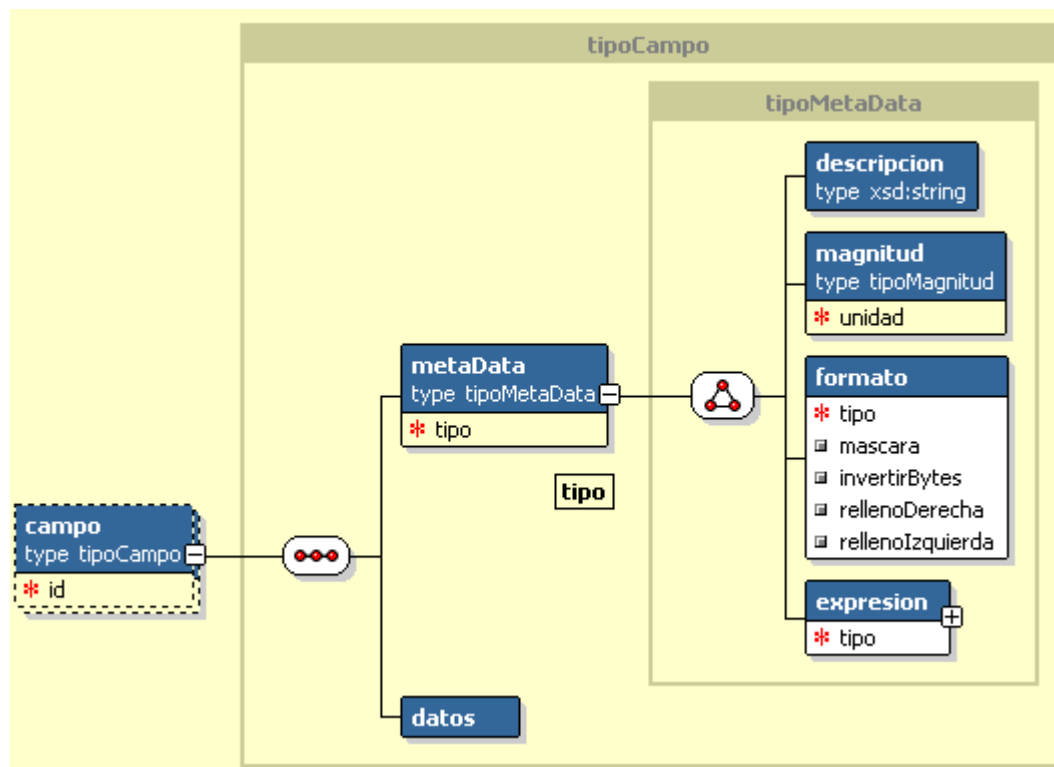 tipoCampo
tipoMetaData
descripcion
type xsd:string
magnitud
type tipoMagnitud
* unidad
metaData
type tipoMetaData
* tipo
formato
* tipo
mascara
invertirBytes
rellenoDerecha
rellenoIzquierda
tipo
campo
type tipoCampo
* id
expresion
* tipo
datos